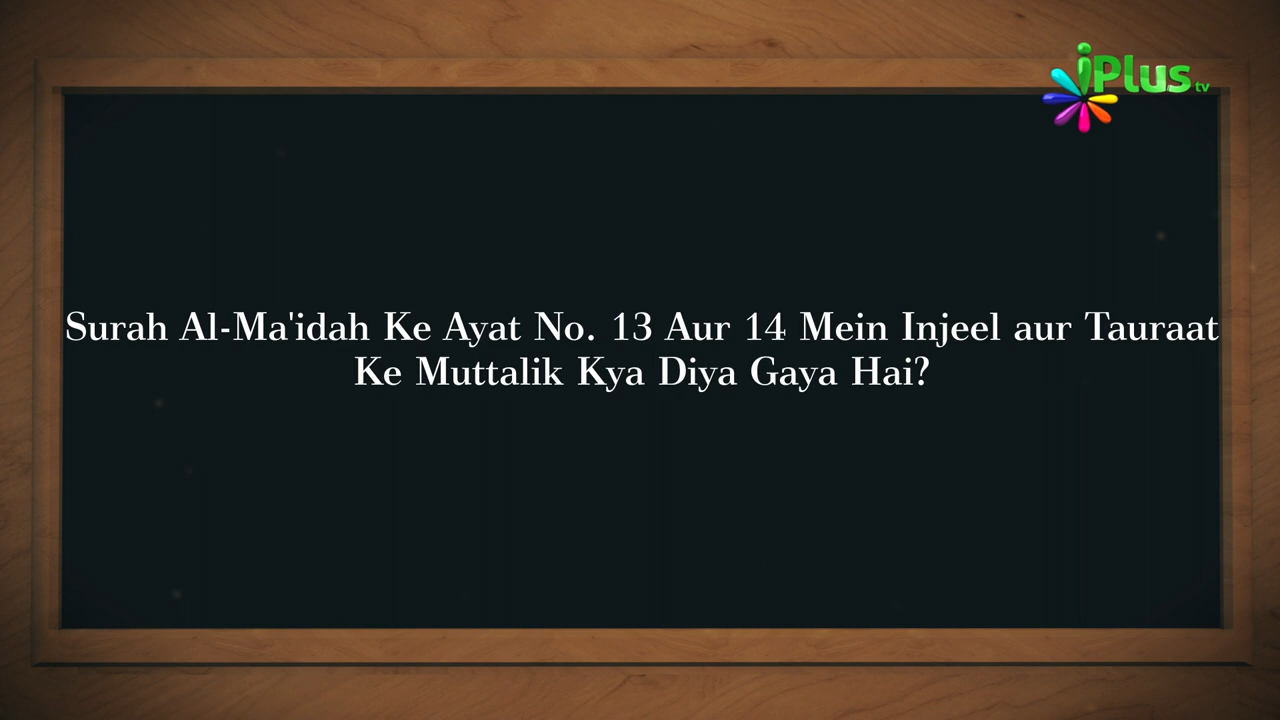 iPlus tv
Surah Al-Ma'idah Ke Ayat No. 13 Aur 14 Mein Injeel aur Tauraat
Ke Muttalik Kya Diya Gaya Hai?